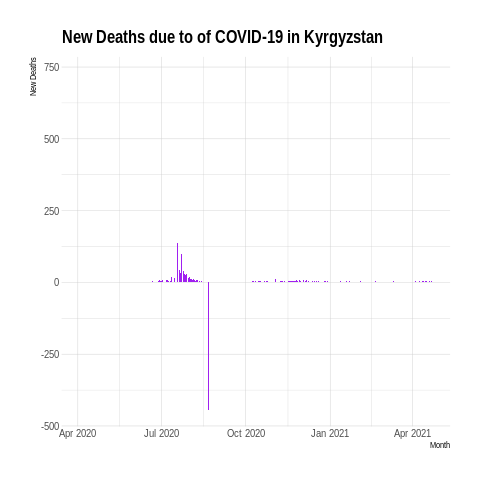 New Deaths due to of COVID-19 in Kyrgyzstan
New Deaths
750
500
250
0
-250
-500
Apr 2020 Jul 2020 Oct 2020 Jan 2021 Apr 2021
Month